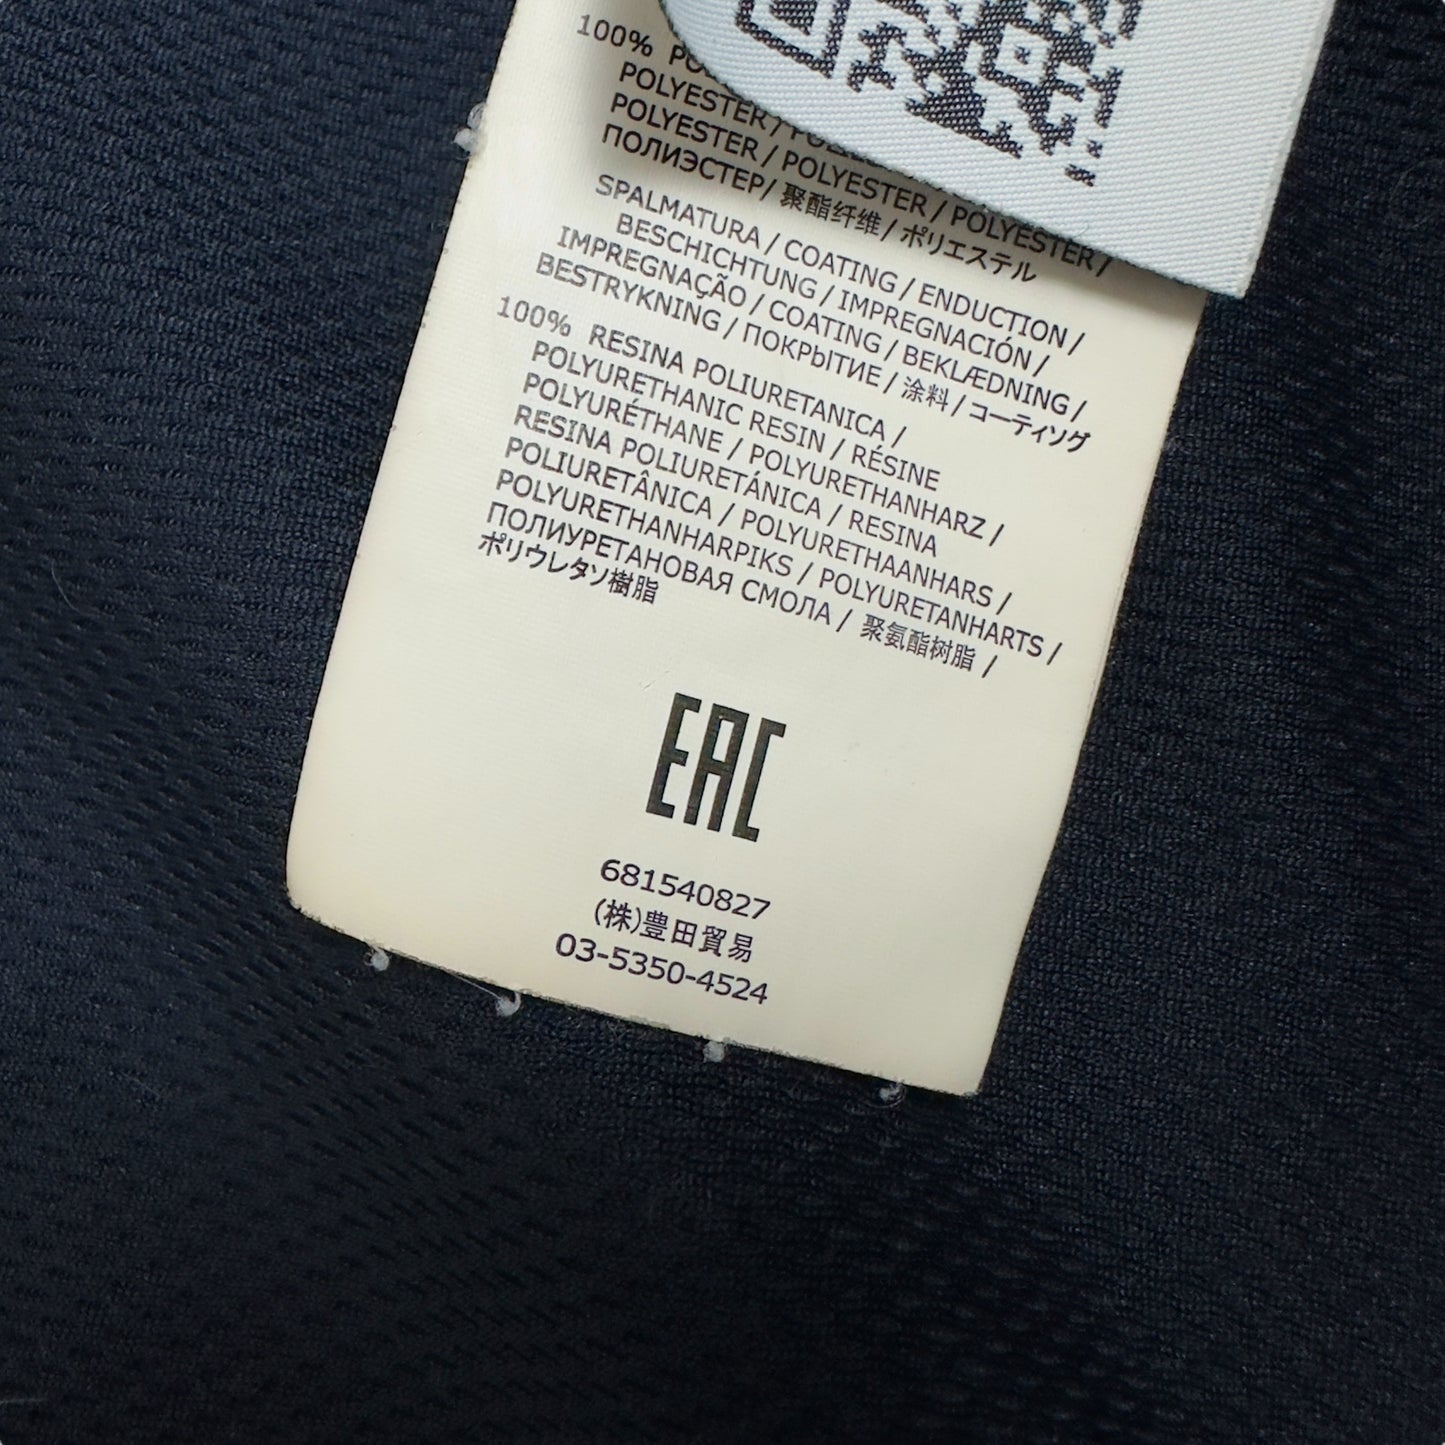 100%
POLYESTER /
POLYESTER / POLYESTER / POLYESTER /
ПОЛИЭСТЕР/ 聚酯纤维/ ポリエステル
SPALMATURA / COATING / ENDUCTION /
BESCHICHTUNG / IMPREGNACIÓN /
IMPREGNAÇÃO / COATING / BEKLÆDNING /
BESTRYKNING / ПОКРЫТИЕ / 涂料 / コーティソグ
100% RESINA POLIURETANICA /
POLYURETHANIC RESIN / RÉSINE
POLYURÉTHANE / POLYURETHANHARZ /
RESINA POLIURETÁNICA / RESINA
POLIURETÂNICA / POLYURETHAANHARS /
POLYURETHANHARPIKS / POLYURETANHARTS /
ПОЛИУРЕТАНОВАЯ СМОЛА / 聚氨酯树脂 /
ポリウレタソ樹脂
EAC
681540827
(株)豊田貿易
03-5350-4524